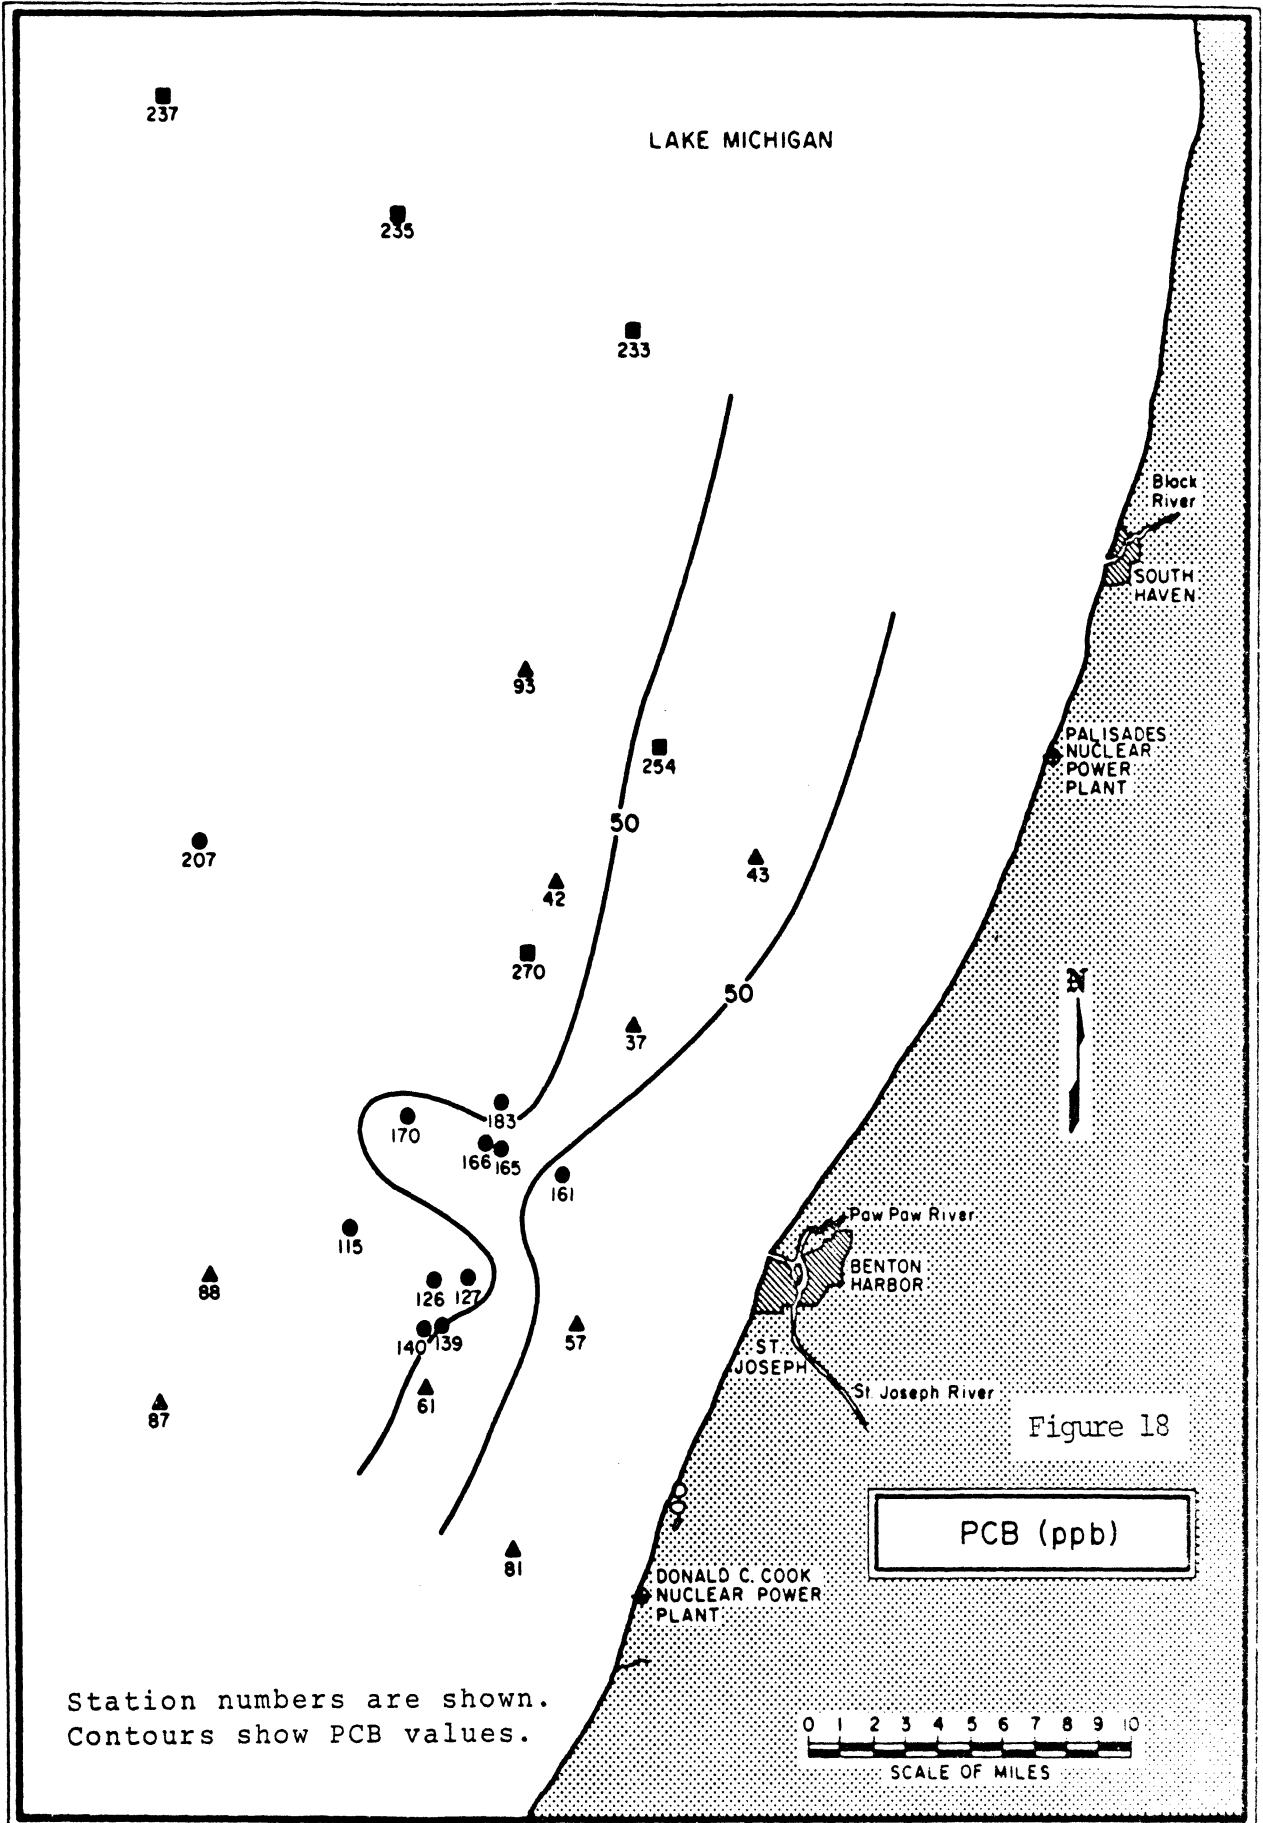 237
LAKE MICHIGAN
235
233
Black
River
SOUTH
HAVEN
93
PALISADES
NUCLEAR
POWER
PLANT
254
50
207
43
42
270
N
50
37
183
170
166
165
161
Paw Paw River
115
BENTON
HARBOR
88
126
127
140
139
57
ST.
JOSEPH
61
St. Joseph River
87
Figure 18
PCB (ppb)
81
DONALD C. COOK
NUCLEAR POWER
PLANT
Station numbers are shown.
Contours show PCB values.
0 1 2 3 4 5 6 7 8 9 10
SCALE OF MILES